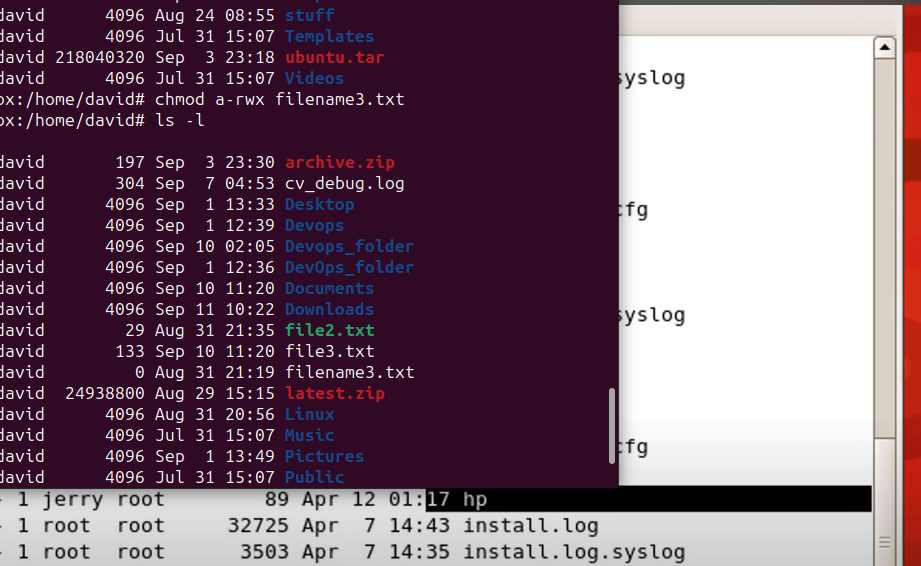 david 4096 Aug 24 08:55 stuff
david 4096 Jul 31 15:07 Templates
david 218040320 Sep 3 23:18 ubuntu.tar
david 4096 Jul 31 15:07 Videos
ox:/home/david# chmod a-rwx filename3.txt
ox:/home/david# ls -l
david 197 Sep 3 23:30 archive.zip
david 304 Sep 7 04:53 cv_debug.log
david 4096 Sep 1 13:33 Desktop
david 4096 Sep 1 12:39 Devops
david 4096 Sep 10 02:05 Devops_folder
david 4096 Sep 1 12:36 DevOps_folder
david 4096 Sep 10 11:20 Documents
david 4096 Sep 11 10:22 Downloads
david 29 Aug 31 21:35 file2.txt
david 133 Sep 10 11:20 file3.txt
david 0 Aug 31 21:19 filename3.txt
david 24938800 Aug 29 15:15 latest.zip
david 4096 Aug 31 20:56 Linux
david 4096 Jul 31 15:07 Music
david 4096 Sep 1 13:49 Pictures
david 4096 Jul 31 15:07 Public
syslog
cfg
syslog
cfg
- 1 jerry root 89 Apr 12 01:17 hp
- 1 root root 32725 Apr 7 14:43 install.log
- 1 root root 3503 Apr 7 14:35 install.log.syslog